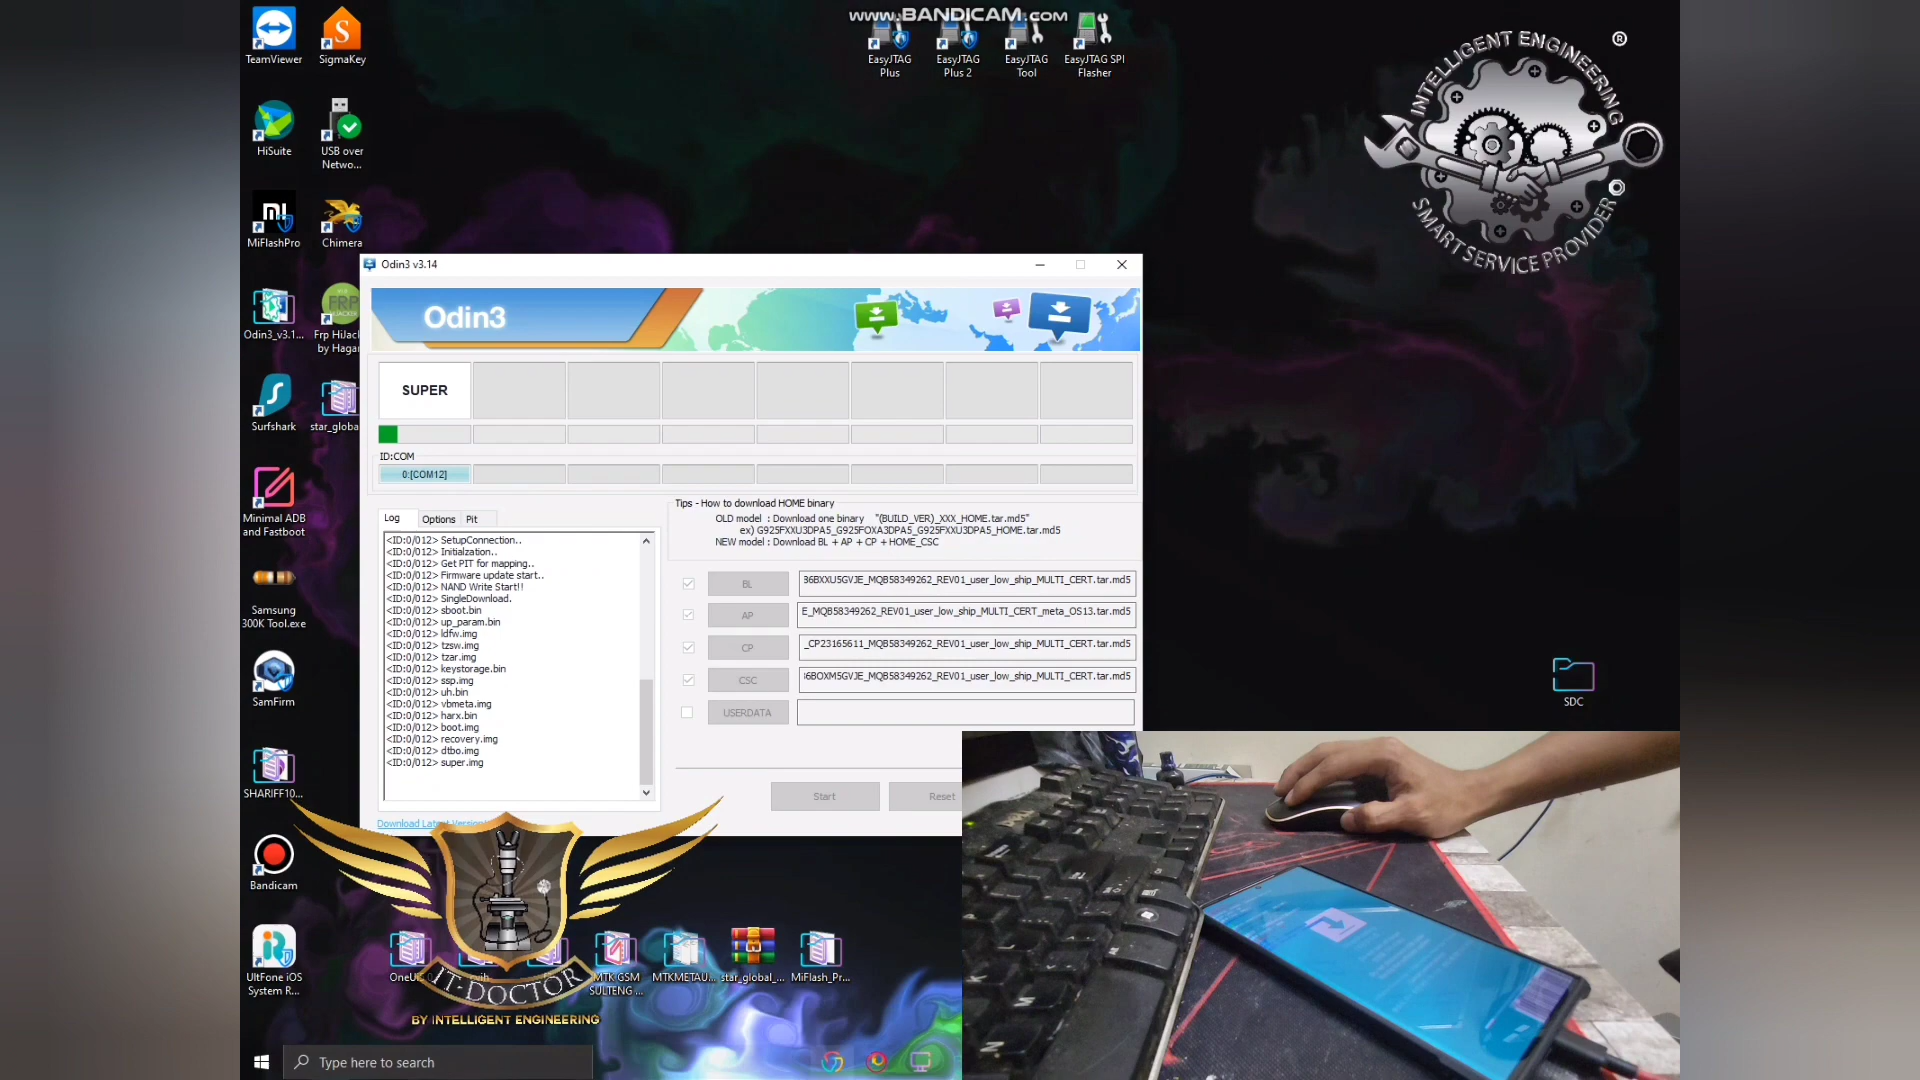 www.BANDICAM.com
TeamViewer
SigmaKey
EasyJTAG
Plus
EasyJTAG
Plus 2
EasyJTAG
Tool
EasyJTAG SPI
Flasher
INTELLIGENT ENGINEERING
®
SMART SERVICE PROVIDER
HiSuite
USB over
Netwo...
MiFlashPro
Chimera
Odin3_v3.1...
FRP
Frp HiJack
by Hagar
Surfshark
star_globa
Minimal ADB
and Fastboot
Samsung
300K Tool.exe
SamFirm
SHARIFF10...
Bandicam
UltFone iOS
System R...
Odin3 v3.14
Odin3
SUPER
ID:COM
0:[COM12]
Log
Options
Pit
<ID:0/012> SetupConnection..
<ID:0/012> Initialzation..
<ID:0/012> Get PIT for mapping..
<ID:0/012> Firmware update start..
<ID:0/012> NAND Write Start!!
<ID:0/012> SingleDownload.
<ID:0/012> sboot.bin
<ID:0/012> up_param.bin
<ID:0/012> ldfw.img
<ID:0/012> tzsw.img
<ID:0/012> tzar.img
<ID:0/012> keystorage.bin
<ID:0/012> ssp.img
<ID:0/012> uh.bin
<ID:0/012> vbmeta.img
<ID:0/012> harx.bin
<ID:0/012> boot.img
<ID:0/012> recovery.img
<ID:0/012> dtbo.img
<ID:0/012> super.img
Tips - How to download HOME binary
OLD model : Download one binary "(BUILD_VER)_XXX_HOME.tar.md5"
ex) G925FXXU3DPA5_G925FOXA3DPA5_G925FXXU3DPA5_HOME.tar.md5
NEW model : Download BL + AP + CP + HOME_CSC
BL
36BXXU5GVJE_MQB58349262_REV01_user_low_ship_MULTI_CERT.tar.md5
AP
E_MQB58349262_REV01_user_low_ship_MULTI_CERT_meta_OS13.tar.md5
CP
_CP23165611_MQB58349262_REV01_user_low_ship_MULTI_CERT.tar.md5
CSC
i6BOXM5GVJE_MQB58349262_REV01_user_low_ship_MULTI_CERT.tar.md5
USERDATA
Start
Reset
Download Latest Version
SDC
OneU
MTK GSM
SULTENG ...
MTKMETAU...
star_global_...
MiFlash_Pr...
IT-DOCTOR
BY INTELLIGENT ENGINEERING
Type here to search